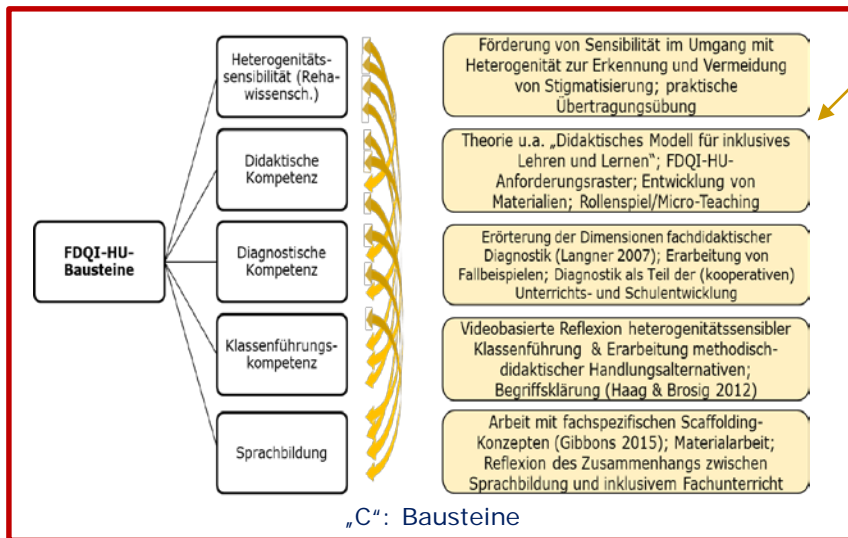 FDQI-HU-
Bausteine
Heterogenitäts-
sensibilität (Reha-
wissensch.)
Förderung von Sensibilität im Umgang mit
Heterogenität zur Erkennung und Vermeidung
von Stigmatisierung; praktische
Übertragungsübung
Didaktische
Kompetenz
Theorie u.a. „Didaktisches Modell für inklusives
Lehren und Lernen“; FDQI-HU-
Anforderungsraster; Entwicklung von
Materialien; Rollenspiel/Micro-Teaching
Diagnostische
Kompetenz
Erörterung der Dimensionen fachdidaktischer
Diagnostik (Langner 2007); Erarbeitung von
Fallbeispielen; Diagnostik als Teil der (kooperativen)
Unterrichts- und Schulentwicklung
Klassenführungs-
kompetenz
Videobasierte Reflexion heterogenitätssensibler
Klassenführung & Erarbeitung methodisch-
didaktischer Handlungsalternativen;
Begriffsklärung (Haag & Brosig 2012)
Sprachbildung
Arbeit mit fachspezifischen Scaffolding-
Konzepten (Gibbons 2015); Materialarbeit;
Reflexion des Zusammenhangs zwischen
Sprachbildung und inklusivem Fachunterricht
„C“: Bausteine